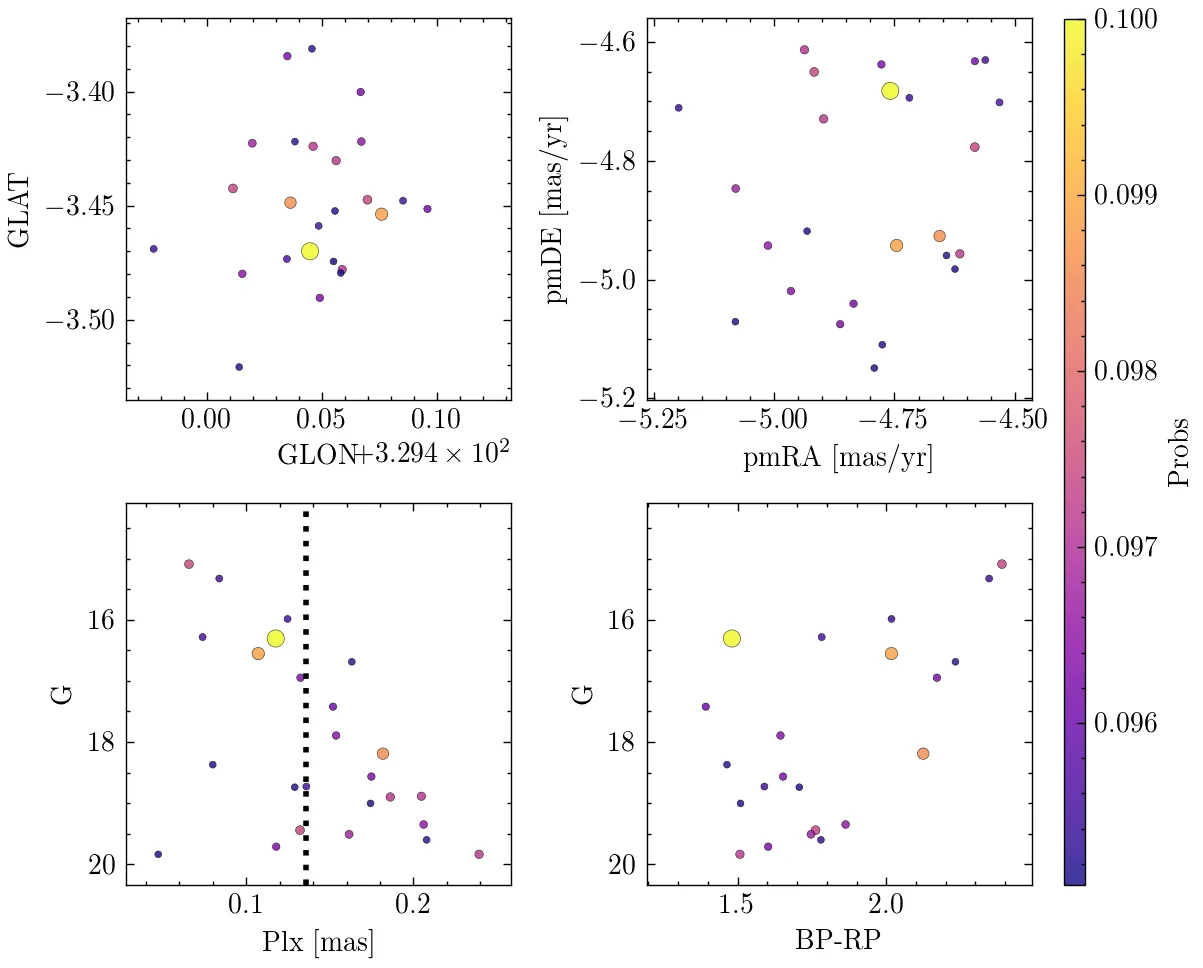 −3.40
−3.45
−3.50
GLAT
0.00 0.05 0.10
GLON+3.294 × 10²
−4.6
−4.8
−5.0
−5.2
pmDE [mas/yr]
−5.25 −5.00 −4.75 −4.50
pmRA [mas/yr]
16
18
20
G
0.1 0.2
Plx [mas]
16
18
20
G
1.5 2.0
BP-RP
0.100
0.099
0.098
0.097
0.096
Probs